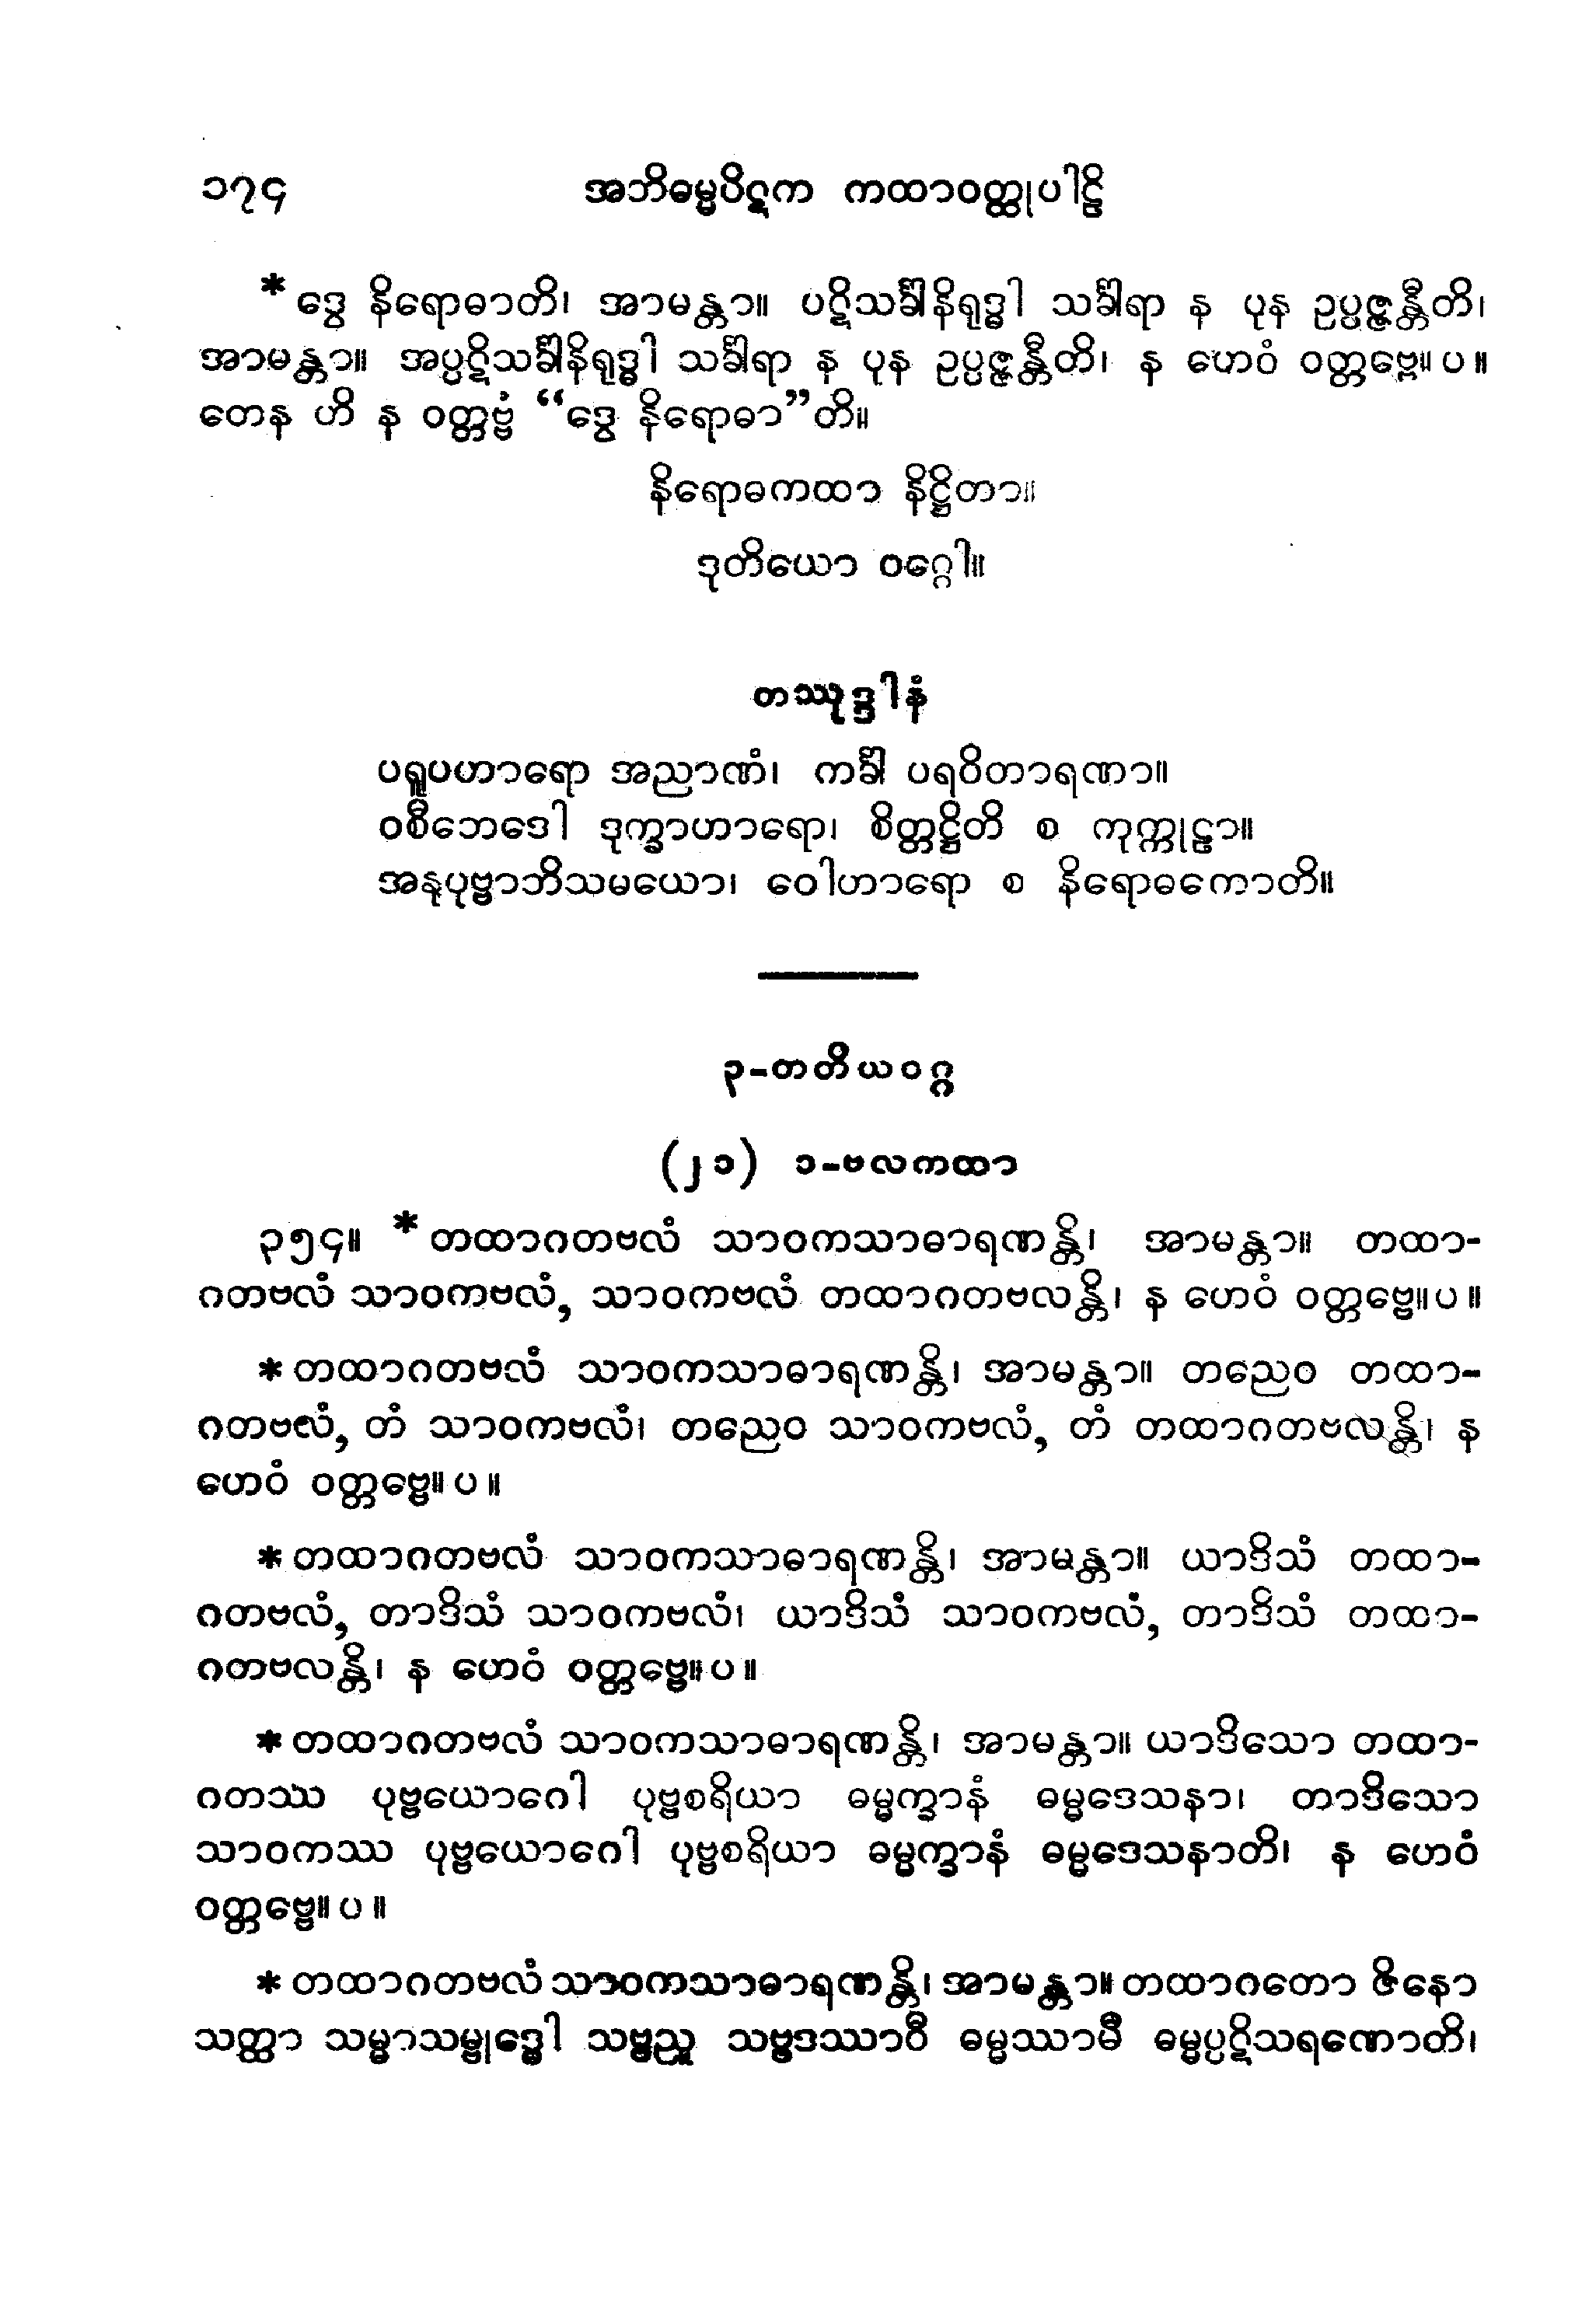 ၁၇၄ အဘိဓမ္မပိဋက ကထာဝတ္ထုပါဠိ
* ဒွေ နိရောဓာတိ၊ အာမန္တာ။ ပဋိသင်္ခါနိရုဒ္ဓါ သင်္ခါရာ န ပုန ဥပ္ပဇ္ဇန္တီတိ၊
အာမန္တာ။ အပ္ပဋိသင်္ခါနိရုဒ္ဓါ သင်္ခါရာ န ပုန ဥပ္ပဇ္ဇန္တီတိ၊ န ဟေဝံ ဝတ္တဗ္ဗေ။ ပ။
တေန ဟိ န ဝတ္တဗ္ဗံ “ဒွေ နိရောဓာ”တိ။
နိရောဓကထာ နိဋ္ဌိတာ။
ဒုတိယော ဝဂ္ဂေါ။
တဿုဒ္ဒါနံ
ပရူပဟာရော အညာဏံ၊ ကင်္ခါ ပရဝိတာရဏာ။
ဝစီဘေဒေါ ဒုက္ခာဟာရော၊ စိတ္တဋ္ဌိတိ စ ကုက္ကုဠာ။
အနုပုဗ္ဗာဘိသမယော၊ ဝေါဟာရော စ နိရောဓကောတိ။
၃-တတိယဝဂ္ဂ
(၂၁) ၁-ဗလကထာ
၃၅၄။ * တထာဂတဗလံ သာဝကသာဓာရဏန္တိ၊ အာမန္တာ။ တထာ-
ဂတဗလံ သာဝကဗလံ, သာဝကဗလံ တထာဂတဗလန္တိ၊ န ဟေဝံ ဝတ္တဗ္ဗေ။ ပ။
* တထာဂတဗလံ သာဝကသာဓာရဏန္တိ၊ အာမန္တာ။ တညေဝ တထာ-
ဂတဗလံ, တံ သာဝကဗလံ၊ တညေဝ သာဝကဗလံ, တံ တထာဂတဗလန္တိ၊ န
ဟေဝံ ဝတ္တဗ္ဗေ။ ပ။
* တထာဂတဗလံ သာဝကသာဓာရဏန္တိ၊ အာမန္တာ။ ယာဒိသံ တထာ-
ဂတဗလံ, တာဒိသံ သာဝကဗလံ၊ ယာဒိသံ သာဝကဗလံ, တာဒိသံ တထာ-
ဂတဗလန္တိ၊ န ဟေဝံ ဝတ္တဗ္ဗေ။ ပ။
* တထာဂတဗလံ သာဝကသာဓာရဏန္တိ၊ အာမန္တာ။ ယာဒိသော တထာ-
ဂတဿ ပုဗ္ဗယောဂေါ ပုဗ္ဗစရိယာ ဓမ္မက္ခာနံ ဓမ္မဒေသနာ၊ တာဒိသော
သာဝကဿ ပုဗ္ဗယောဂေါ ပုဗ္ဗစရိယာ ဓမ္မက္ခာနံ ဓမ္မဒေသနာတိ၊ န ဟေဝံ
ဝတ္တဗ္ဗေ။ ပ။
* တထာဂတဗလံ သာဝကသာဓာရဏန္တိ၊ အာမန္တာ။ တထာဂတော ဇိနော
သတ္ထာ သမ္မာသမ္ဗုဒ္ဓေါ သဗ္ဗညူ သဗ္ဗဒဿာဝီ ဓမ္မဿာမီ ဓမ္မပ္ပဋိသရဏောတိ၊